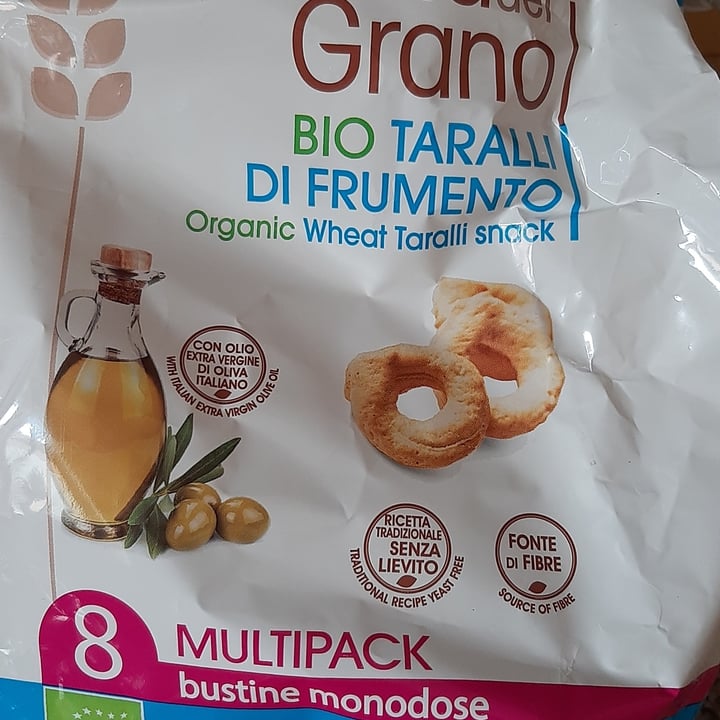 Grano
BIO TARALLI
DI FRUMENTO
Organic Wheat Taralli snack
CON OLIO
EXTRA VERGINE
DI OLIVA
ITALIANO
WITH ITALIAN EXTRA VIRGIN OLIVE OIL
RICETTA
TRADIZIONALE
SENZA
LIEVITO
TRADITIONAL RECIPE YEAST FREE
FONTE
DI FIBRE
SOURCE OF FIBRE
8 MULTIPACK
bustine monodose